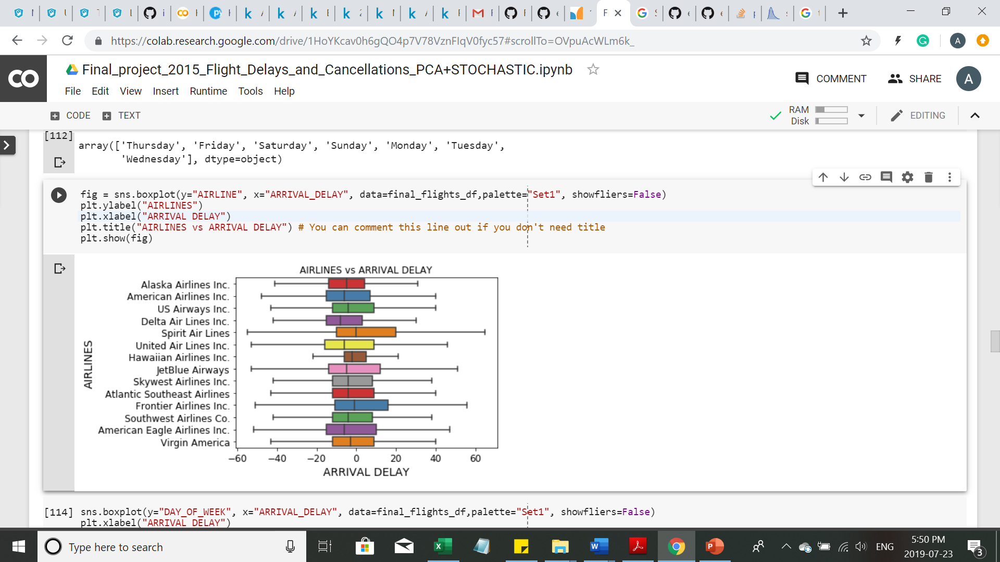 https://colab.research.google.com/drive/1HoYKcav0h6gQO4p7V78VznFIqV0fyc57#scrollTo=OVpuAcWLm6k_
A
CO
Final_project_2015_Flight_Delays_and_Cancellations_PCA+STOCHASTIC.ipynb
COMMENT
SHARE
A
File Edit View Insert Runtime Tools Help
CODE
TEXT
RAM
Disk
EDITING
[112]
array(['Thursday', 'Friday', 'Saturday', 'Sunday', 'Monday', 'Tuesday',
'Wednesday'], dtype=object)
fig = sns.boxplot(y="AIRLINE", x="ARRIVAL_DELAY", data=final_flights_df,palette="Set1", showfliers=False)
plt.ylabel("AIRLINES")
plt.xlabel("ARRIVAL DELAY")
plt.title("AIRLINES vs ARRIVAL DELAY") # You can comment this line out if you don't need title
plt.show(fig)
AIRLINES vs ARRIVAL DELAY
AIRLINES
Alaska Airlines Inc.
American Airlines Inc.
US Airways Inc.
Delta Air Lines Inc.
Spirit Air Lines
United Air Lines Inc.
Hawaiian Airlines Inc.
JetBlue Airways
Skywest Airlines Inc.
Atlantic Southeast Airlines
Frontier Airlines Inc.
Southwest Airlines Co.
American Eagle Airlines Inc.
Virgin America
−60 −40 −20 0 20 40 60
ARRIVAL DELAY
[114] sns.boxplot(y="DAY_OF_WEEK", x="ARRIVAL_DELAY", data=final_flights_df,palette="Set1", showfliers=False)
plt.xlabel("ARRIVAL DELAY")
Type here to search
ENG
5:50 PM
2019-07-23
3